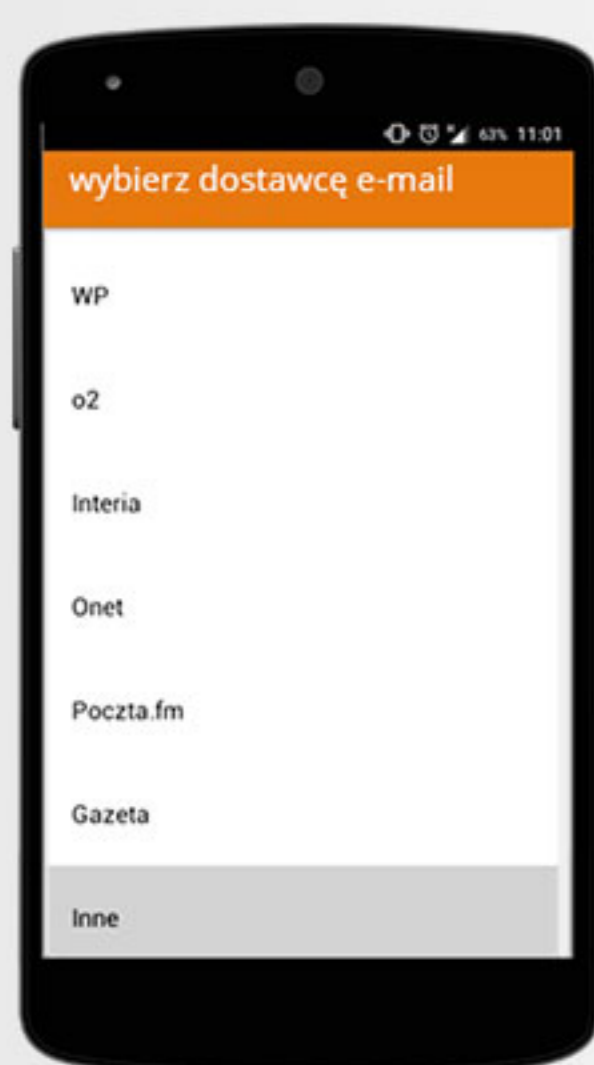 63% 11:01
wybierz dostawcę e-mail
WP
o2
Interia
Onet
Poczta.fm
Gazeta
Inne